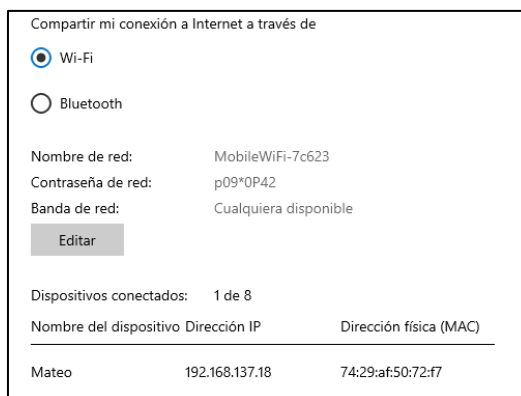 Compartir mi conexión a Internet a través de
Wi-Fi
Bluetooth
Nombre de red: MobileWiFi-7c623
Contraseña de red: p09*0P42
Banda de red: Cualquiera disponible
Editar
Dispositivos conectados: 1 de 8
Nombre del dispositivo Dirección IP Dirección física (MAC)
Mateo 192.168.137.18 74:29:af:50:72:f7